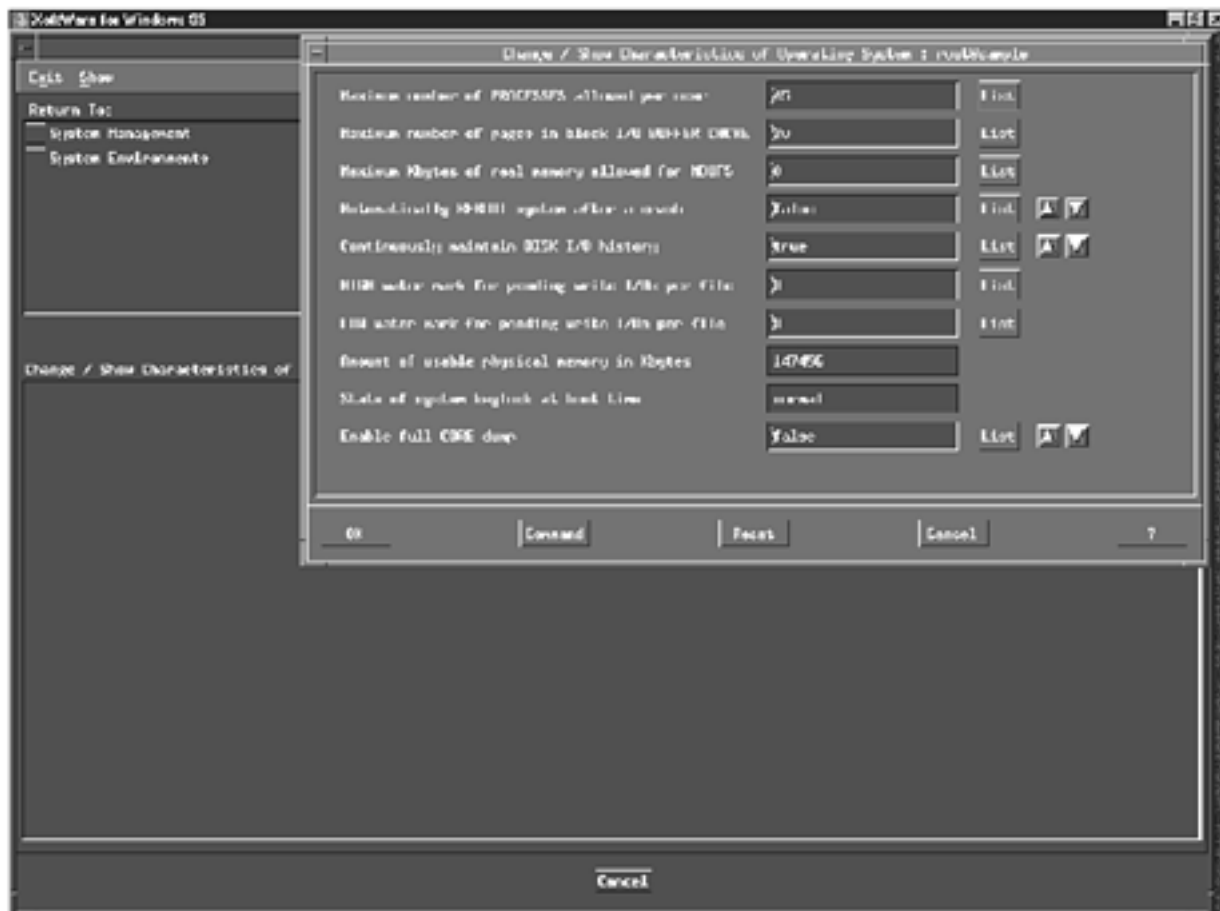 XoftWare for Windows 95
Change / Show Characteristics of Operating System : root@sample
Exit Show
Return To:
System Management
System Environments
Maximum number of PROCESSES allowed per user
List
Maximum number of pages in block I/O BUFFER CACHE
20
List
Maximum Kbytes of real memory allowed for MBUFS
0
List
Automatically REBOOT system after a crash
false
List
Continuously maintain DISK I/O history
true
List
HIGH water mark for pending write I/Os per file
List
LOW water mark for pending write I/Os per file
List
Amount of usable physical memory in Kbytes
147456
State of system keylock at boot time
normal
Enable full CORE dump
false
List
Change / Show Characteristics of
OK
Command
Reset
Cancel
?
Cancel